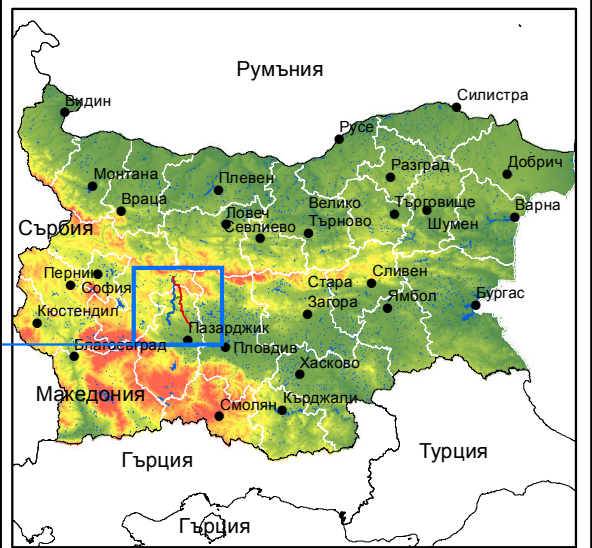 Румъния
Видин
Силистра
Русе
Разград
Добрич
Монтана
Плевен
Враца
Велико
Търново
Търговище
Шумен
Варна
Ловеч
Севлиево
Сърбия
Перник
София
Стара
Загора
Сливен
Ямбол
Бургас
Кюстендил
Пазарджик
Благоевград
Пловдив
Хасково
Македония
Смолян
Кърджали
Гърция
Турция
Гърция